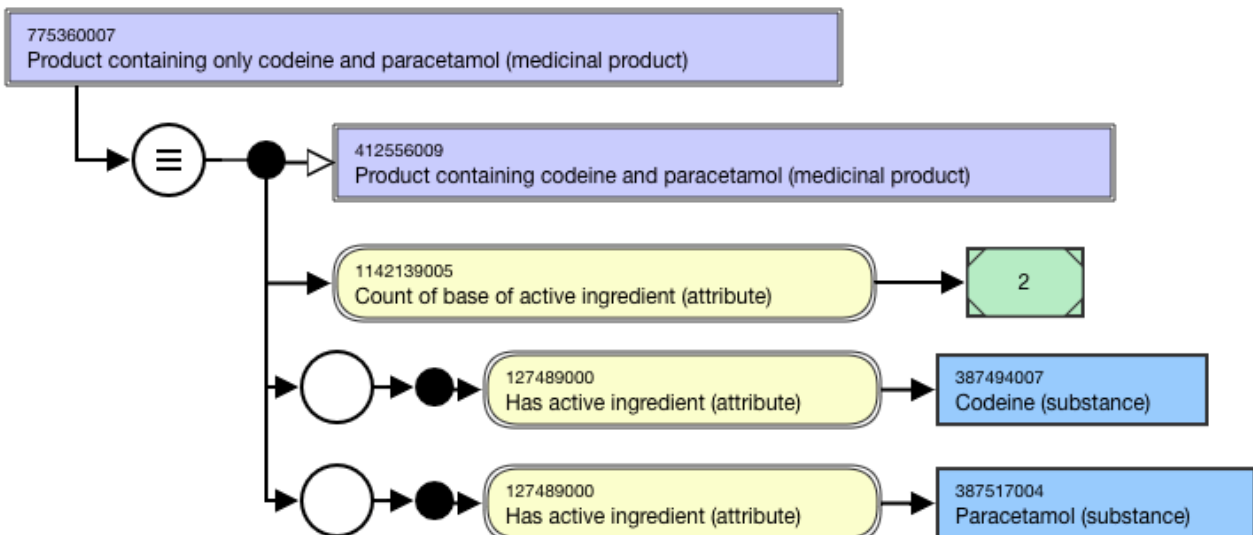 775360007
Product containing only codeine and paracetamol (medicinal product)
412556009
Product containing codeine and paracetamol (medicinal product)
1142139005
Count of base of active ingredient (attribute)
2
127489000
Has active ingredient (attribute)
387494007
Codeine (substance)
127489000
Has active ingredient (attribute)
387517004
Paracetamol (substance)